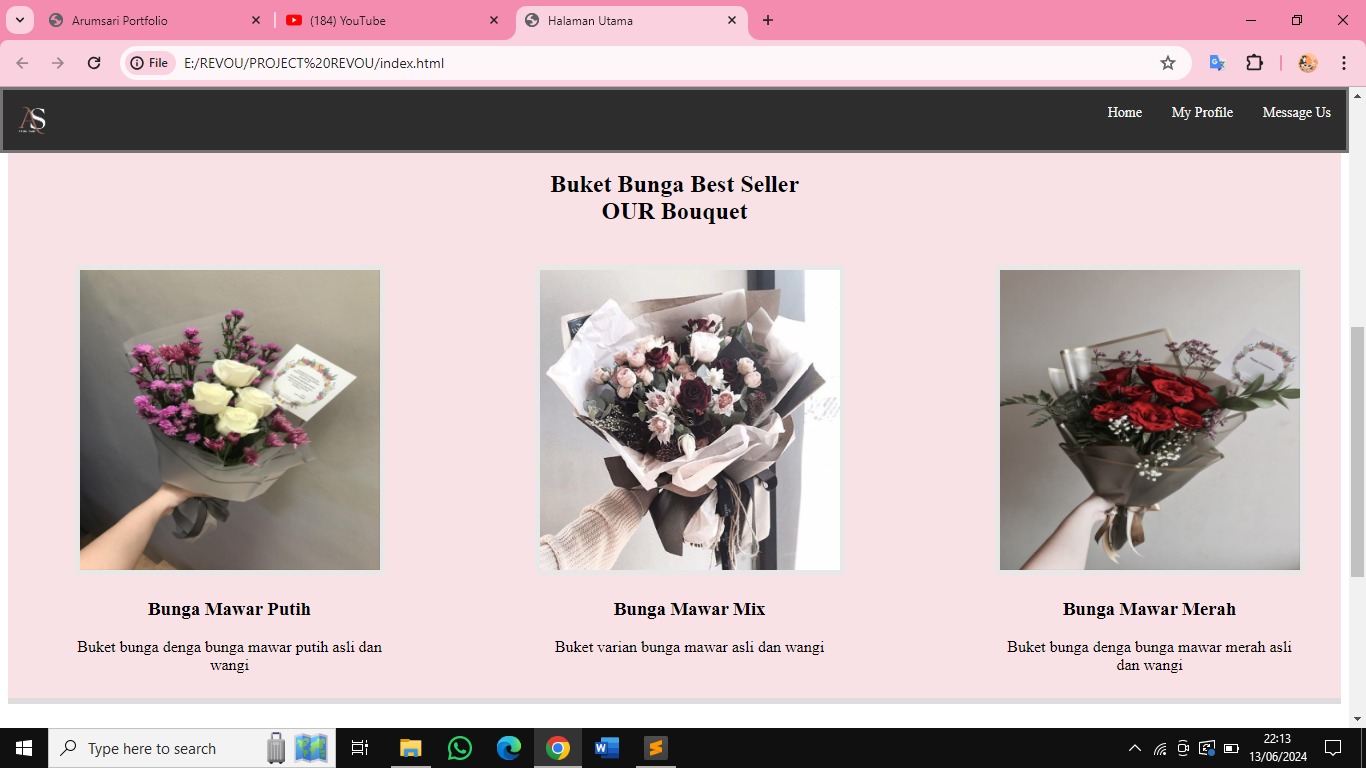 Arumsari Portfolio
(184) YouTube
Halaman Utama
File
E:/REVOU/PROJECT%20REVOU/index.html
AS
Home
My Profile
Message Us
Buket Bunga Best Seller
OUR Bouquet
Bunga Mawar Putih
Bunga Mawar Mix
Bunga Mawar Merah
Buket bunga denga bunga mawar putih asli dan
wangi
Buket varian bunga mawar asli dan wangi
Buket bunga denga bunga mawar merah asli
dan wangi
Type here to search
22:13
13/06/2024